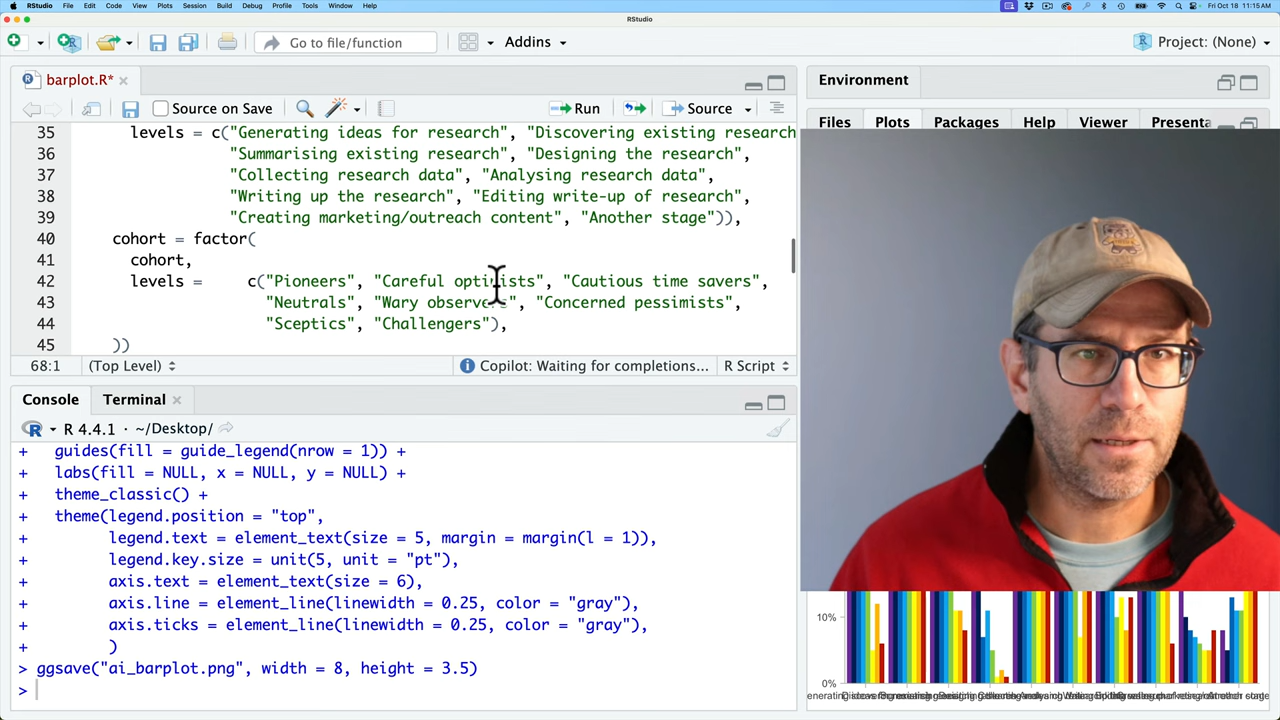 RStudio File Edit Code View Plots Session Build Debug Profile Tools Window Help Fri Oct 18 11:15AM
RStudio
Go to file/function Addins Project: (None)
barplot.R*
Source on Save Run Source
35 levels = c("Generating ideas for research", "Discovering existing research
36 "Summarising existing research", "Designing the research",
37 "Collecting research data", "Analysing research data",
38 "Writing up the research", "Editing write-up of research",
39 "Creating marketing/outreach content", "Another stage")),
40 cohort = factor(
41 cohort,
42 levels = c("Pioneers", "Careful optimists", "Cautious time savers",
43 "Neutrals", "Wary observers", "Concerned pessimists",
44 "Sceptics", "Challengers"),
45 ))
68:1 (Top Level) Copilot: Waiting for completions... R Script
Console Terminal
R 4.4.1 · ~/Desktop/
+ guides(fill = guide_legend(nrow = 1)) +
+ labs(fill = NULL, x = NULL, y = NULL) +
+ theme_classic() +
+ theme(legend.position = "top",
+ legend.text = element_text(size = 5, margin = margin(l = 1)),
+ legend.key.size = unit(5, unit = "pt"),
+ axis.text = element_text(size = 6),
+ axis.line = element_line(linewidth = 0.25, color = "gray"),
+ axis.ticks = element_line(linewidth = 0.25, color = "gray"),
+ )
> ggsave("ai_barplot.png", width = 8, height = 3.5)
>
Environment
Files Plots Packages Help Viewer Presenta
10%
0%